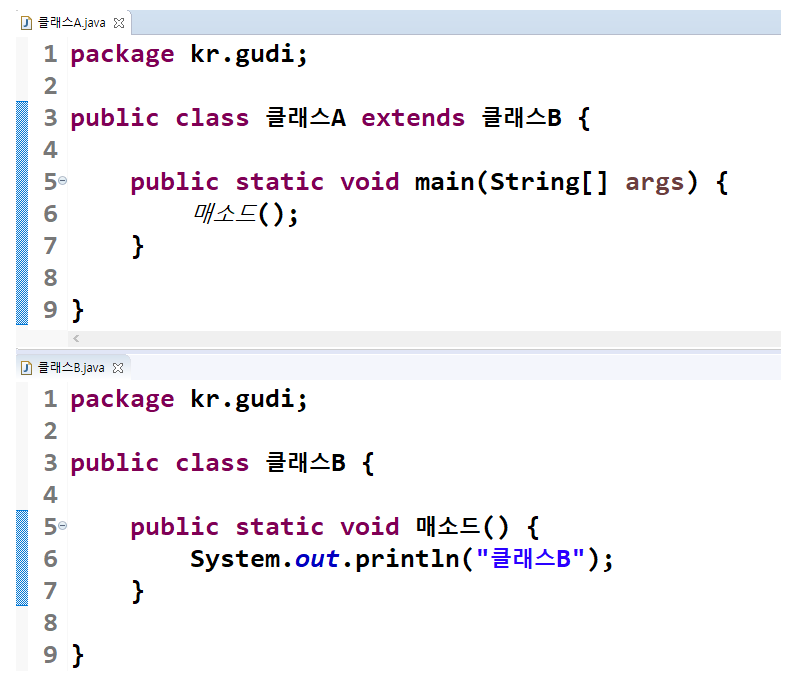 클래스A.java
1 package kr.gudi;
2
3 public class 클래스A extends 클래스B {
4
5 public static void main(String[] args) {
6 매소드();
7 }
8
9 }
클래스B.java
1 package kr.gudi;
2
3 public class 클래스B {
4
5 public static void 매소드() {
6 System.out.println("클래스B");
7 }
8
9 }